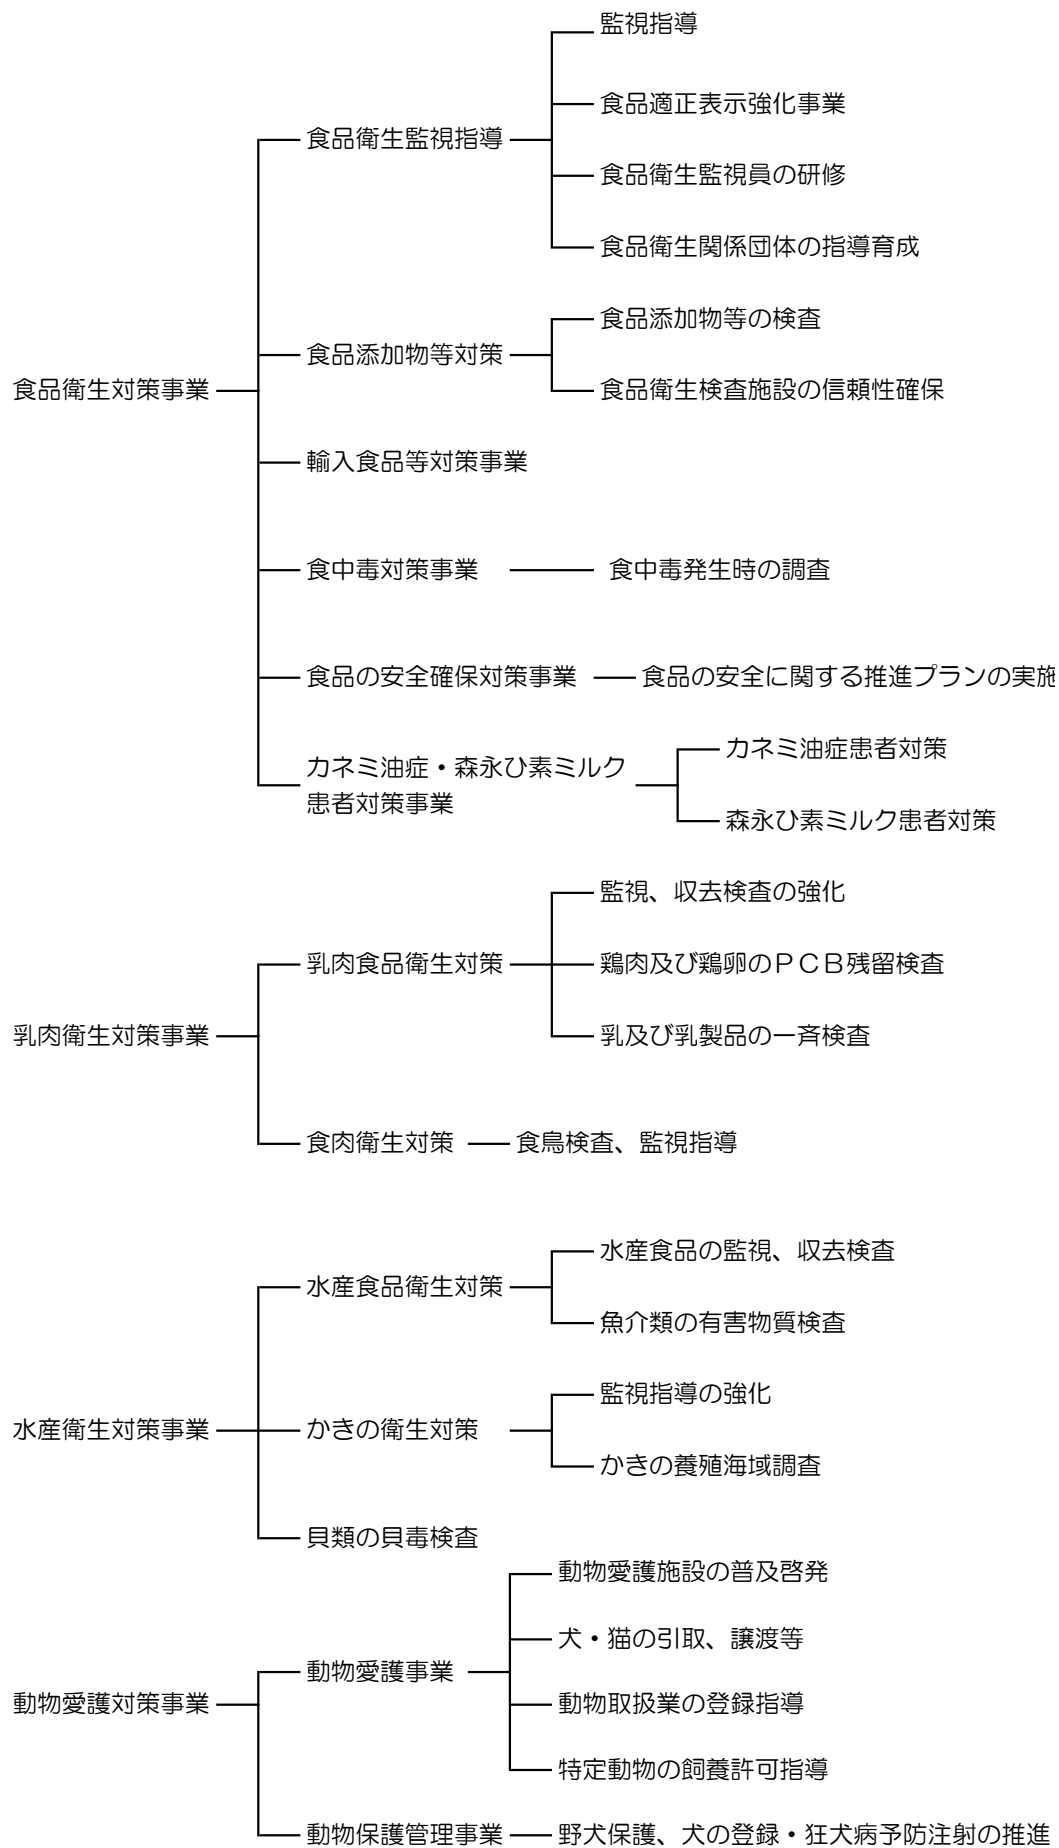 食品衛生対策事業
食品衛生監視指導
監視指導
食品適正表示強化事業
食品衛生監視員の研修
食品衛生関係団体の指導育成
食品添加物等対策
食品添加物等の検査
食品衛生検査施設の信頼性確保
輸入食品等対策事業
食中毒対策事業
食中毒発生時の調査
食品の安全確保対策事業
食品の安全に関する推進プランの実施
カネミ油症・森永ひ素ミルク
患者対策事業
カネミ油症患者対策
森永ひ素ミルク患者対策
乳肉衛生対策事業
乳肉食品衛生対策
監視、収去検査の強化
鶏肉及び鶏卵のPCB残留検査
乳及び乳製品の一斉検査
食肉衛生対策
食鳥検査、監視指導
水産衛生対策事業
水産食品衛生対策
水産食品の監視、収去検査
魚介類の有害物質検査
かきの衛生対策
監視指導の強化
かきの養殖海域調査
貝類の貝毒検査
動物愛護対策事業
動物愛護事業
動物愛護施設の普及啓発
犬・猫の引取、譲渡等
動物取扱業の登録指導
特定動物の飼養許可指導
動物保護管理事業
野犬保護、犬の登録・狂犬病予防注射の推進